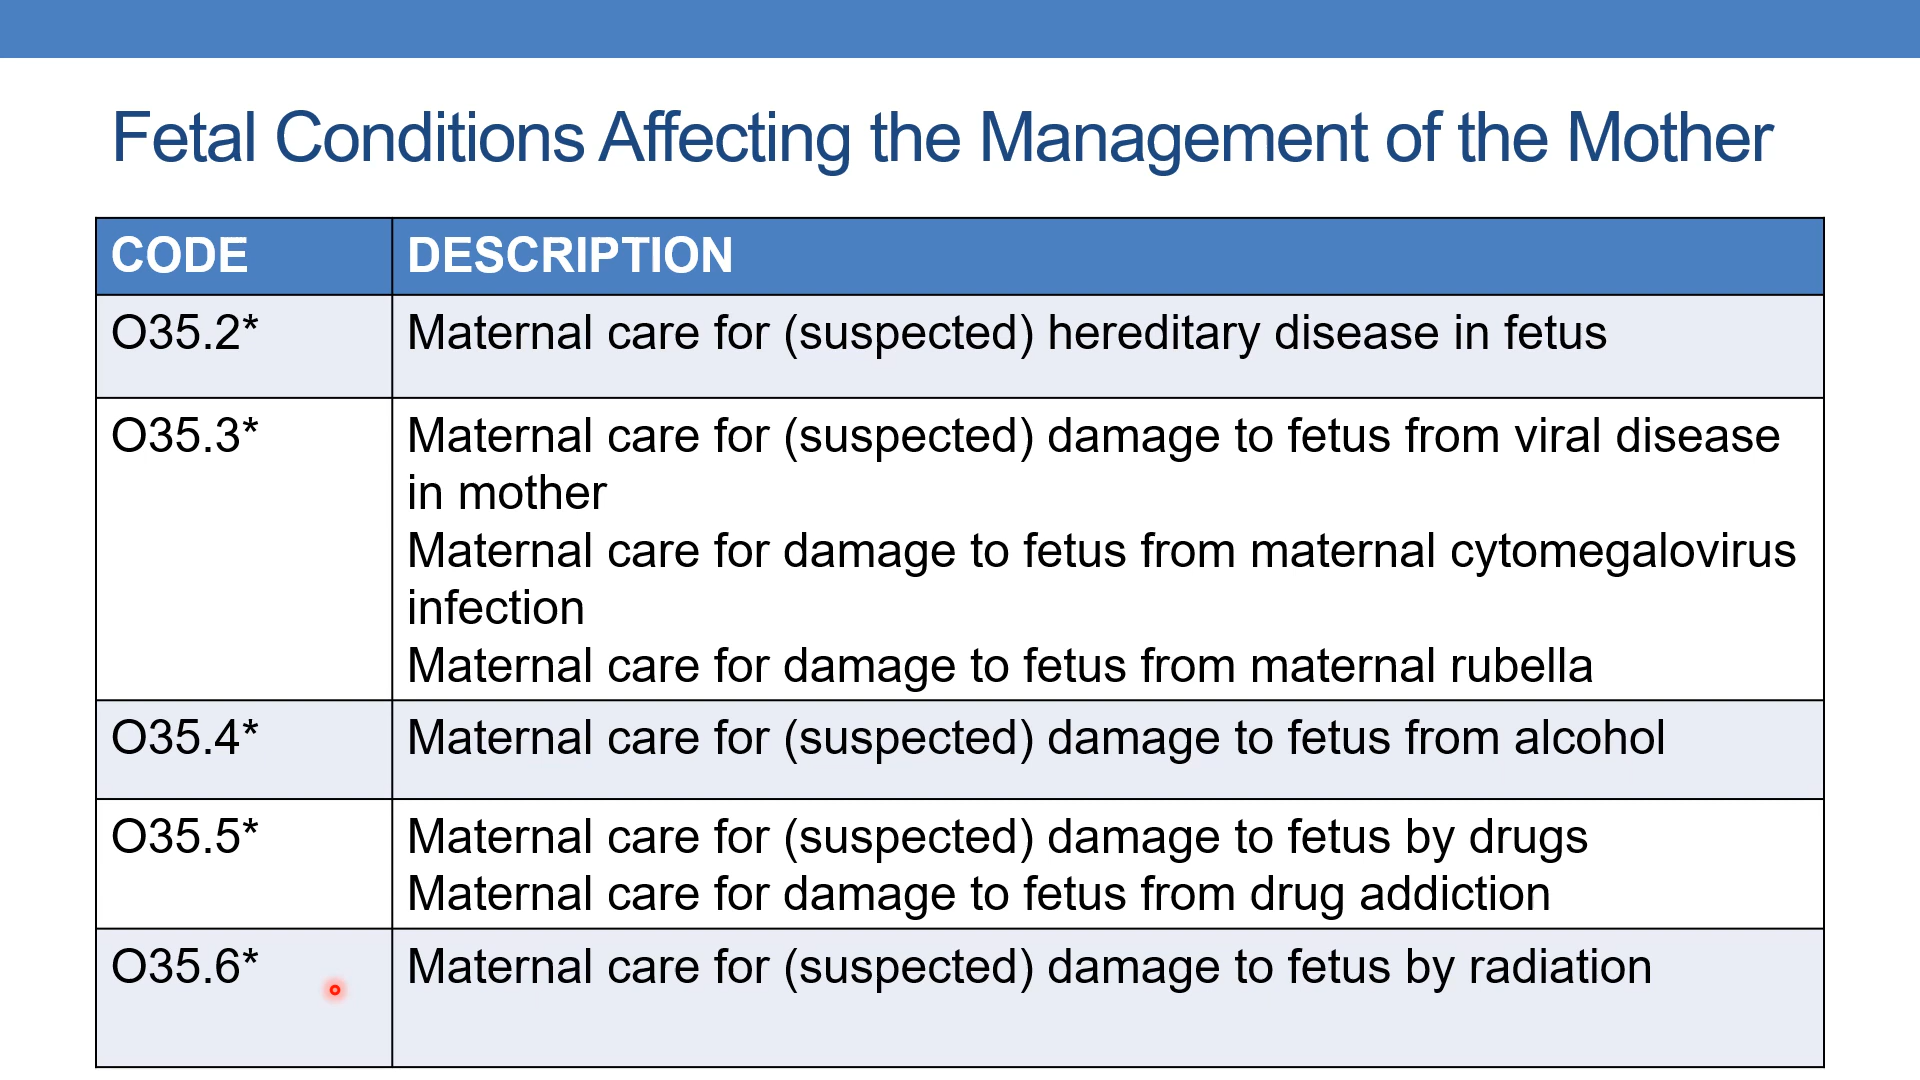 Fetal Conditions Affecting the Management of the Mother
CODE
DESCRIPTION
O35.2*
Maternal care for (suspected) hereditary disease in fetus
O35.3*
Maternal care for (suspected) damage to fetus from viral disease
in mother
Maternal care for damage to fetus from maternal cytomegalovirus
infection
Maternal care for damage to fetus from maternal rubella
O35.4*
Maternal care for (suspected) damage to fetus from alcohol
O35.5*
Maternal care for (suspected) damage to fetus by drugs
Maternal care for damage to fetus from drug addiction
O35.6*
Maternal care for (suspected) damage to fetus by radiation